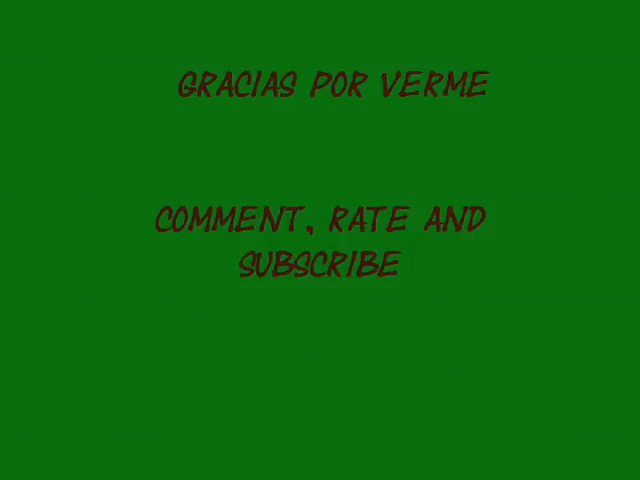 GRACIAS POR VERME
COMMENT, RATE AND
SUBSCRIBE